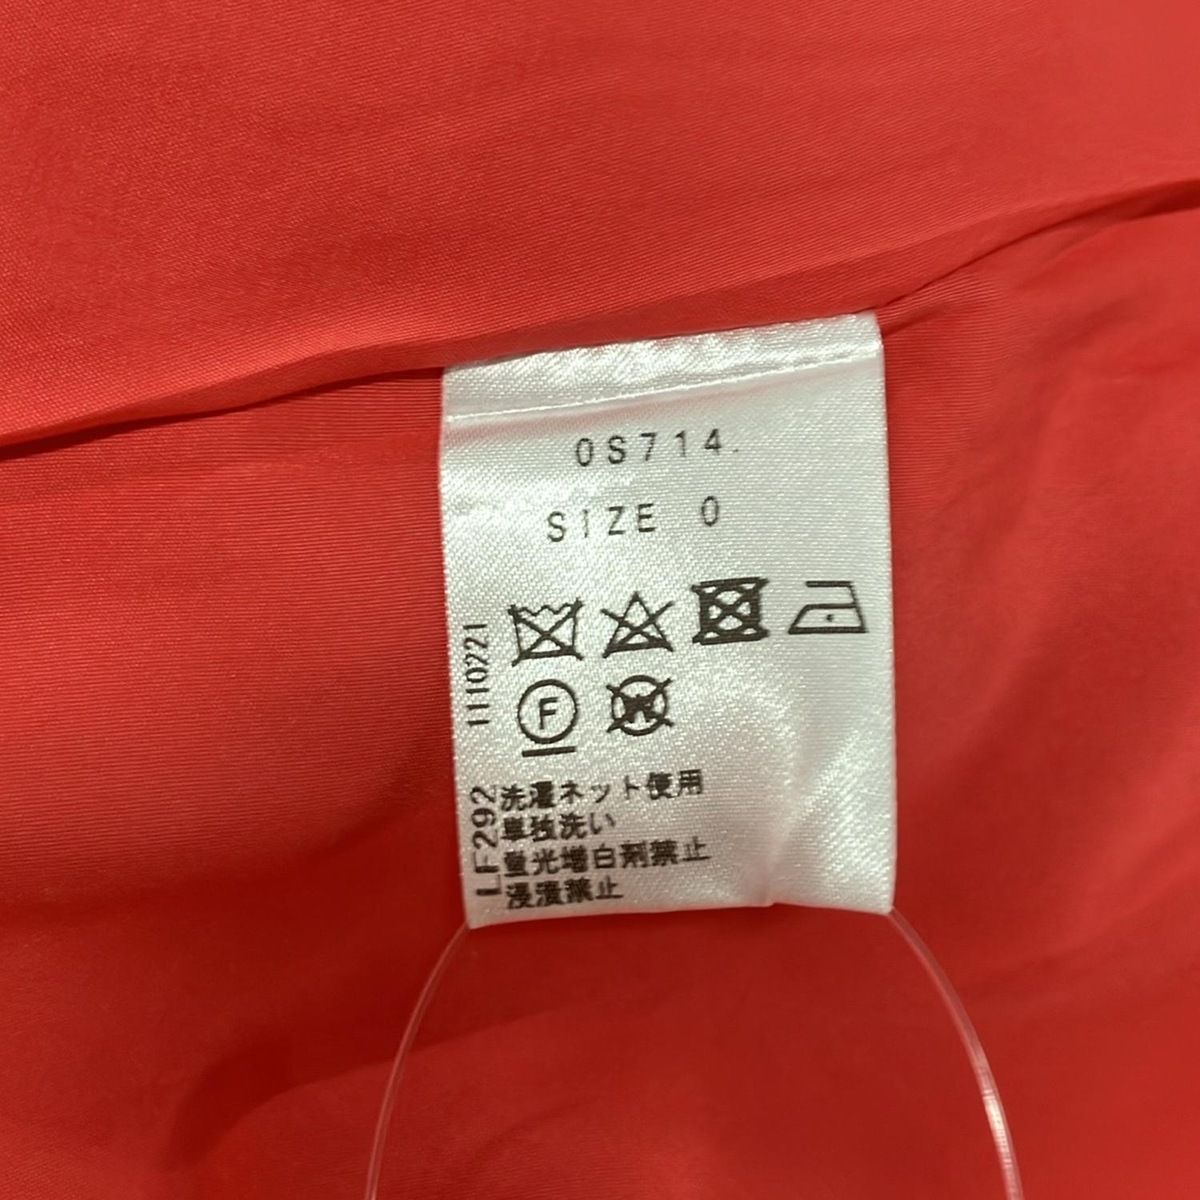 0S714.
SIZE 0
F
W
1110221
LF292
洗濯ネット使用
単独洗い
蛍光増白剤禁止
浸漬禁止